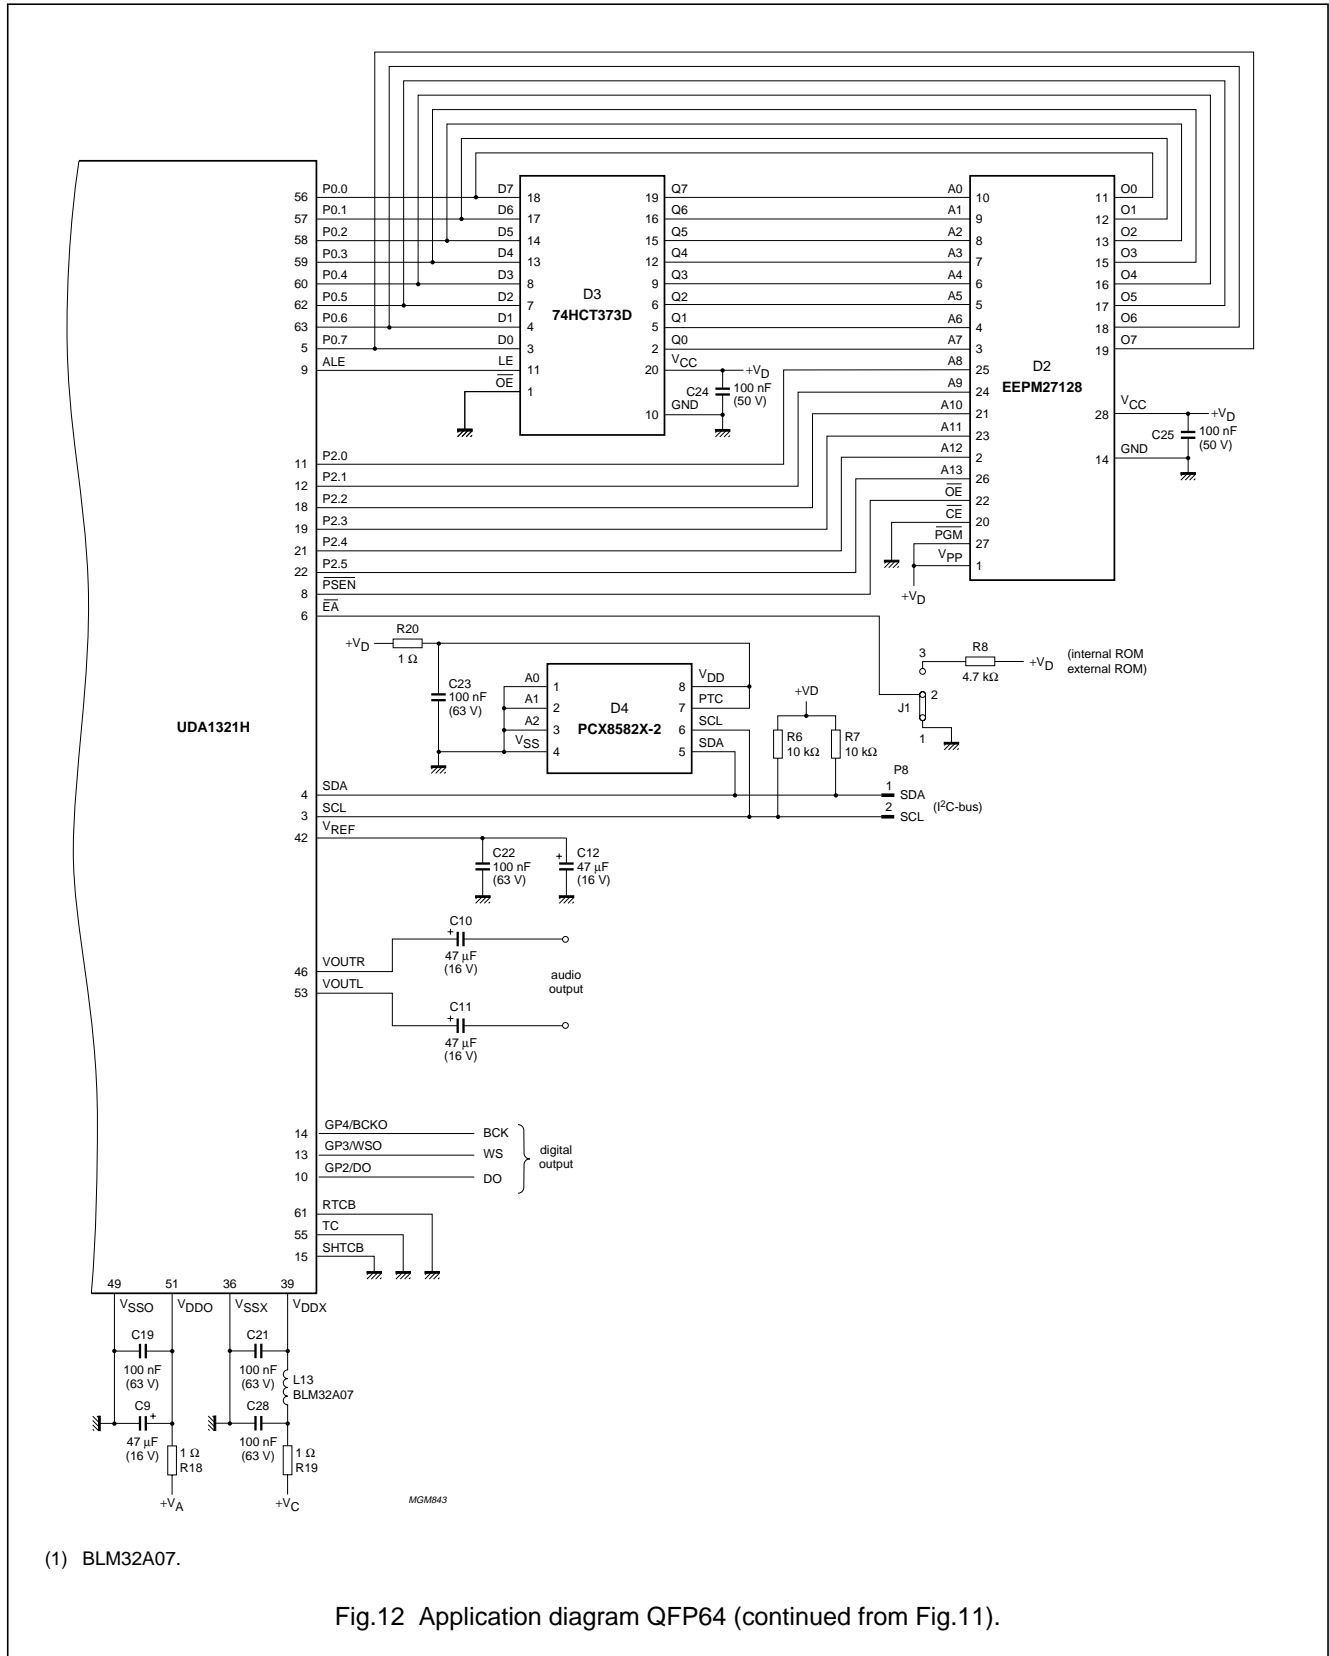 56 P0.0 D7 18 19 Q7 A0 10 11 O0
57 P0.1 D6 17 16 Q6 A1 9 12 O1
58 P0.2 D5 14 15 Q5 A2 8 13 O2
59 P0.3 D4 13 12 Q4 A3 7 15 O3
60 P0.4 D3 8 9 Q3 A4 6 16 O4
62 P0.5 D2 7 6 Q2 A5 5 17 O5
63 P0.6 D1 4 5 Q1 A6 4 18 O6
5 P0.7 D0 3 2 Q0 A7 3 19 O7
9 ALE LE 11 20 VCC A8 25
OE 1 A9 24
D3
74HCT373D
C24 100 nF
(50 V)
+VD
10 GND
A10 21
A11 23
A12 2
A13 26
OE 22
CE 20
PGM 27
VPP 1
+VD
D2
EEPM27128
28 VCC
+VD
C25 100 nF
(50 V)
14 GND
11 P2.0
12 P2.1
18 P2.2
19 P2.3
21 P2.4
22 P2.5
8 PSEN
6 EA
+VD R20
1 Ω
C23
100 nF
(63 V)
A0 1
A1 2
A2 3
VSS 4
D4
PCX8582X-2
8 VDD
7 PTC
6 SCL
5 SDA
+VD
R6
10 kΩ
R7
10 kΩ
3 R8
4.7 kΩ
+VD
(internal ROM
external ROM)
2
J1
1
P8
1 SDA
2 SCL
(I2C-bus)
UDA1321H
4 SDA
3 SCL
42 VREF
C22
100 nF
(63 V)
+ C12
47 µF
(16 V)
C10
+
47 µF
(16 V)
46 VOUTR
53 VOUTL
audio
output
C11
+
47 µF
(16 V)
14 GP4/BCKO BCK
13 GP3/WSO WS
10 GP2/DO DO
digital
output
61 RTCB
55 TC
15 SHTCB
49 51 36 39
VSSO VDDO VSSX VDDX
C19
100 nF
(63 V)
C21
100 nF
(63 V)
L13
BLM32A07
C9
+
47 µF
(16 V)
C28
100 nF
(63 V)
1 Ω
R18
1 Ω
R19
+VA
+VC
MGM843
(1) BLM32A07.
Fig.12 Application diagram QFP64 (continued from Fig.11).